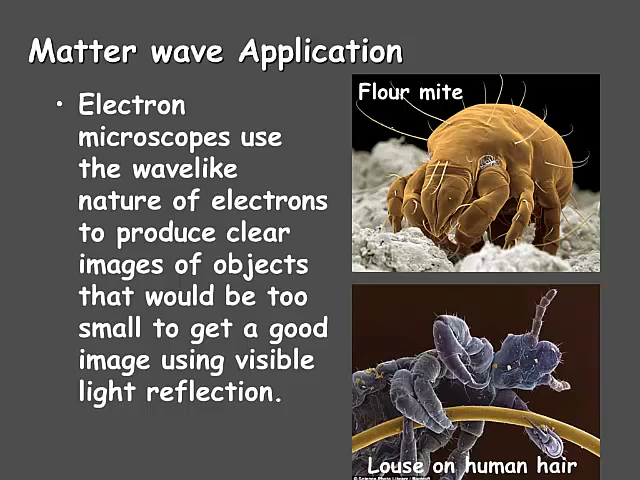 Matter wave Application
• Electron
microscopes use
the wavelike
nature of electrons
to produce clear
images of objects
that would be too
small to get a good
image using visible
light reflection.
Flour mite
Louse on human hair